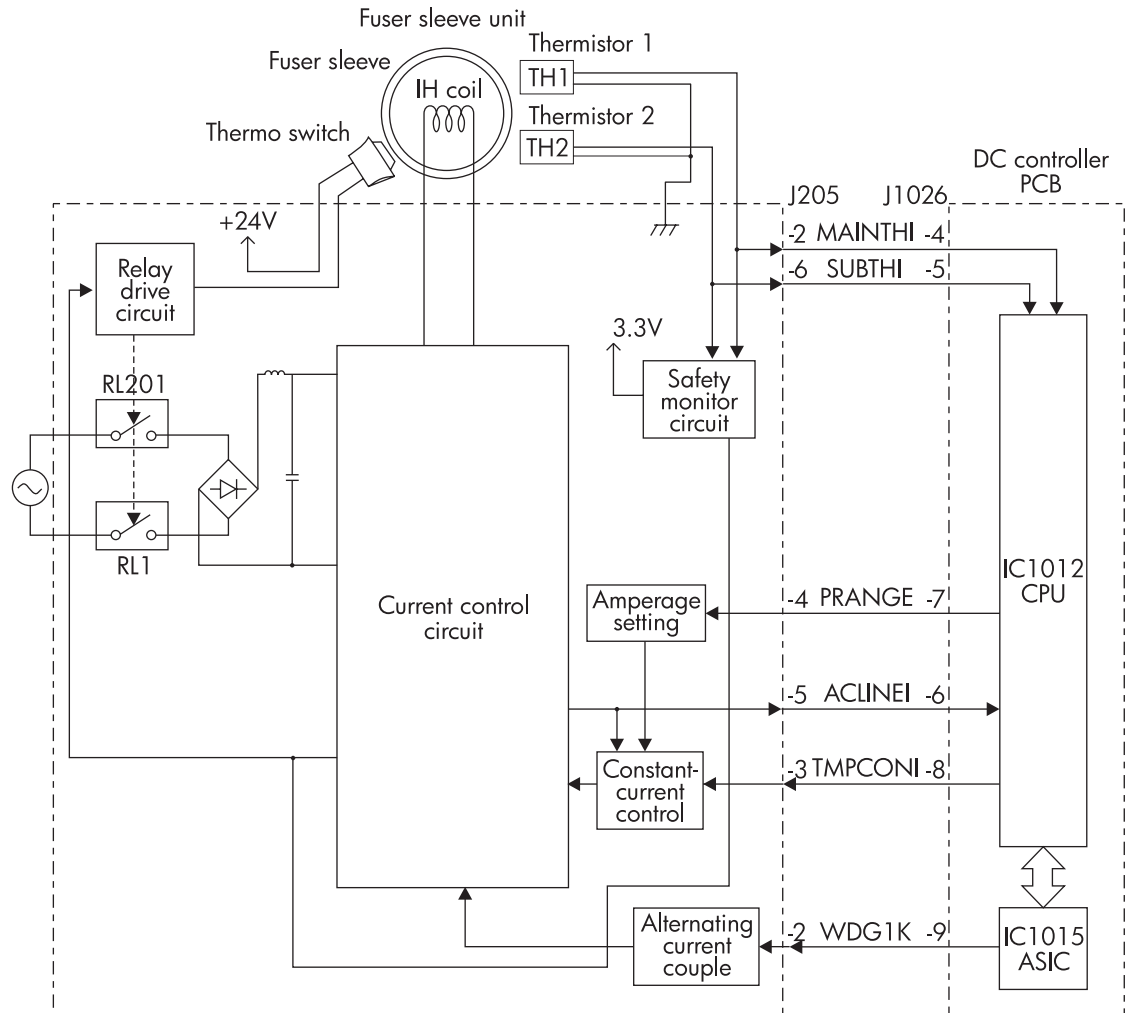 Fuser sleeve unit
Fuser sleeve
Thermistor 1
TH1
IH coil
Thermistor 2
TH2
Thermo switch
DC controller
PCB
J205
J1026
+24V
-2 MAINTHI -4
-6 SUBTHI -5
Relay
drive
circuit
3.3V
Safety
monitor
circuit
RL201
RL1
IC1012
CPU
Current control
circuit
Amperage
setting
-4 PRANGE -7
-5 ACLINEI -6
Constant-
current
control
-3 TMPCONI -8
Alternating
current
couple
-2 WDG1K -9
IC1015
ASIC